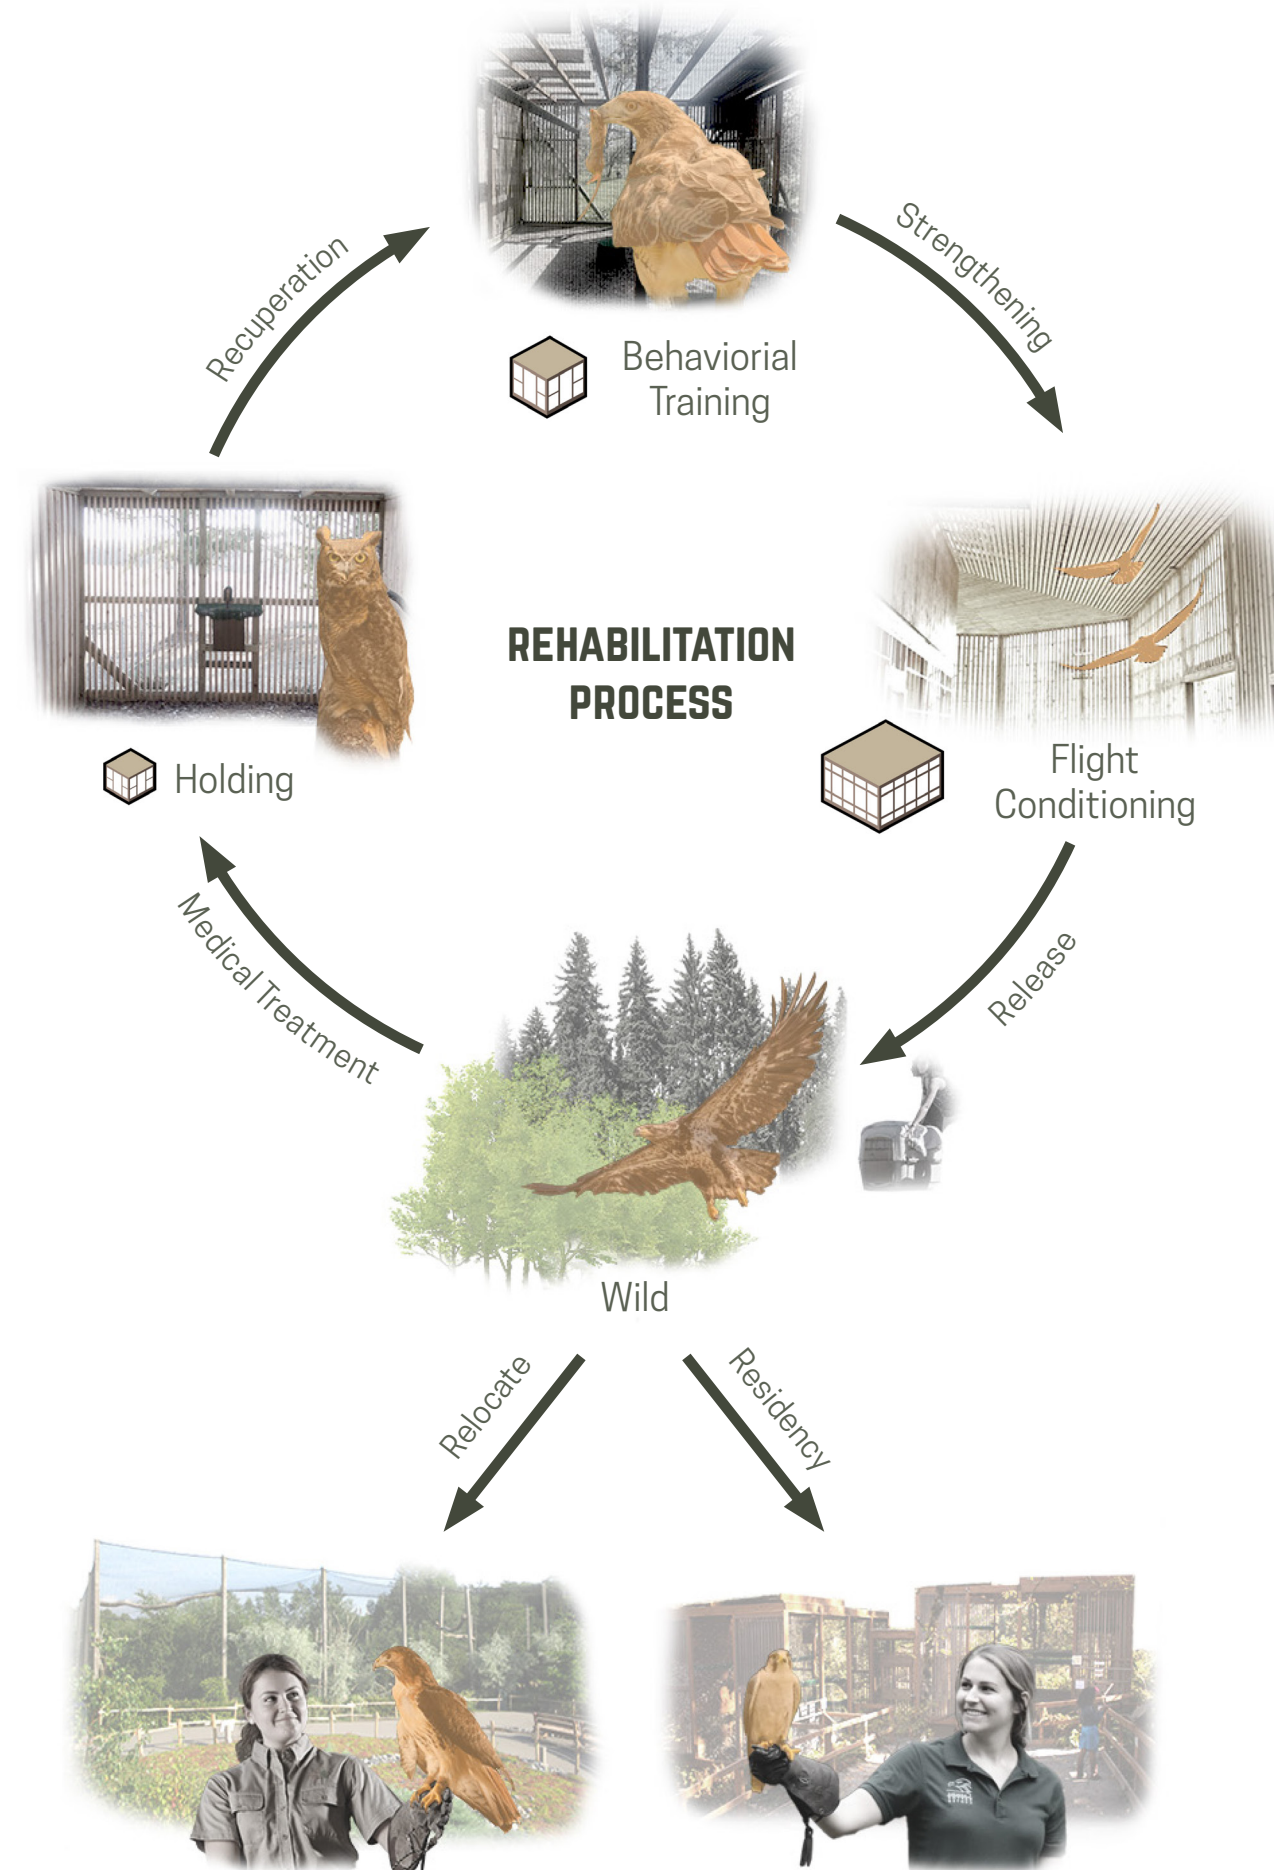 Recuperation
Strengthening
Behaviorial
Training
REHABILITATION
PROCESS
Holding
Flight
Conditioning
Medical Treatment
Release
Wild
Relocate
Residency